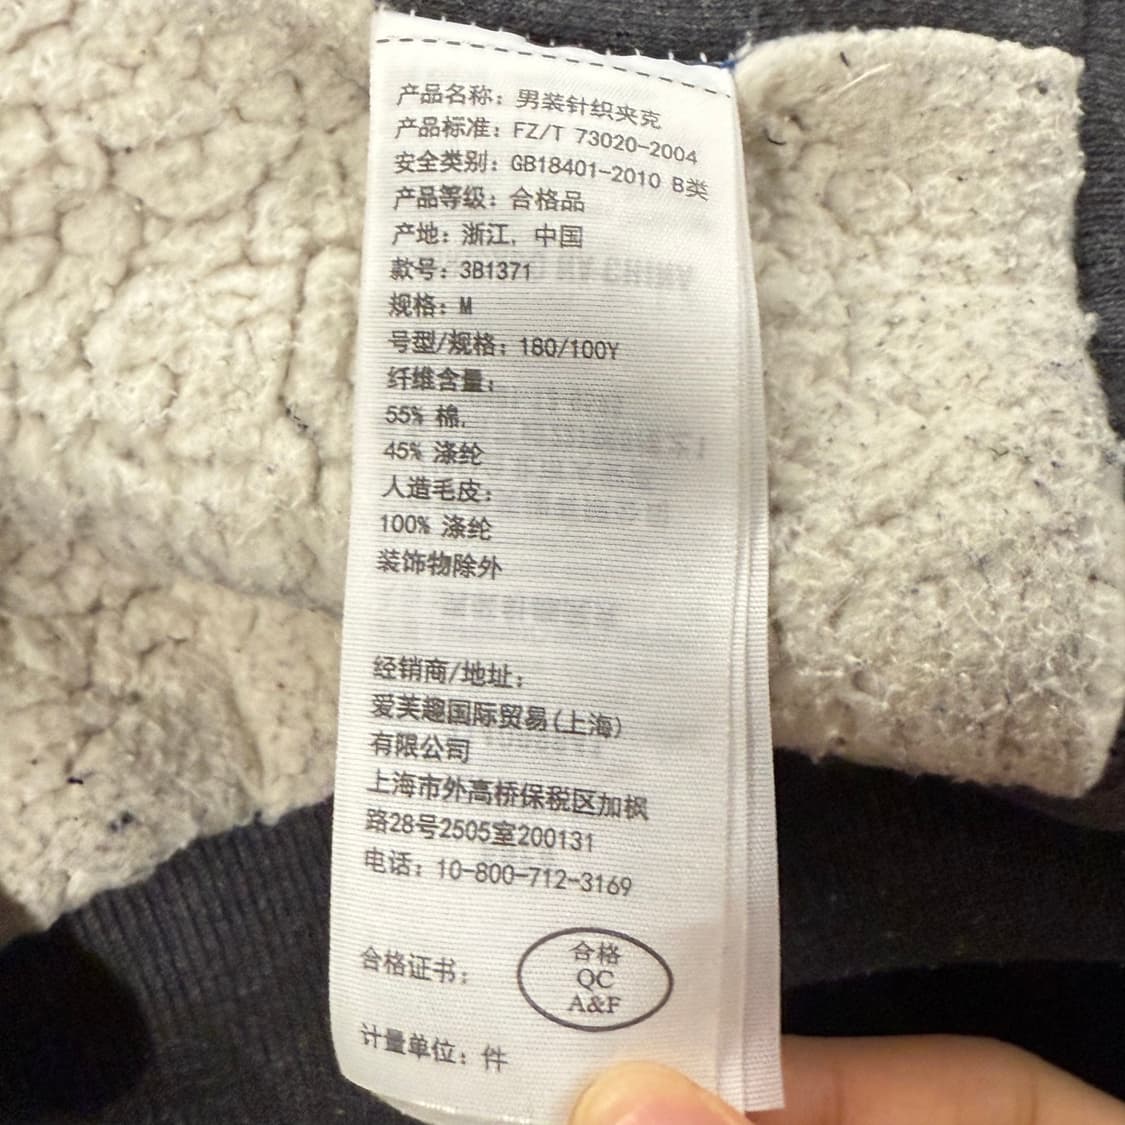 产品名称: 男装针织夹克
产品标准: FZ/T 73020-2004
安全类别: GB18401-2010 B类
产品等级: 合格品
产地: 浙江, 中国
款号: 3B1371
规格: M
号型/规格: 180/100Y
纤维含量:
55% 棉,
45% 涤纶
人造毛皮:
100% 涤纶
装饰物除外
经销商/地址:
爱芙趣国际贸易(上海)
有限公司
上海市外高桥保税区加枫
路28号2505室200131
电话: 10-800-712-3169
合格证书:
合格
QC
A&F
计量单位: 件